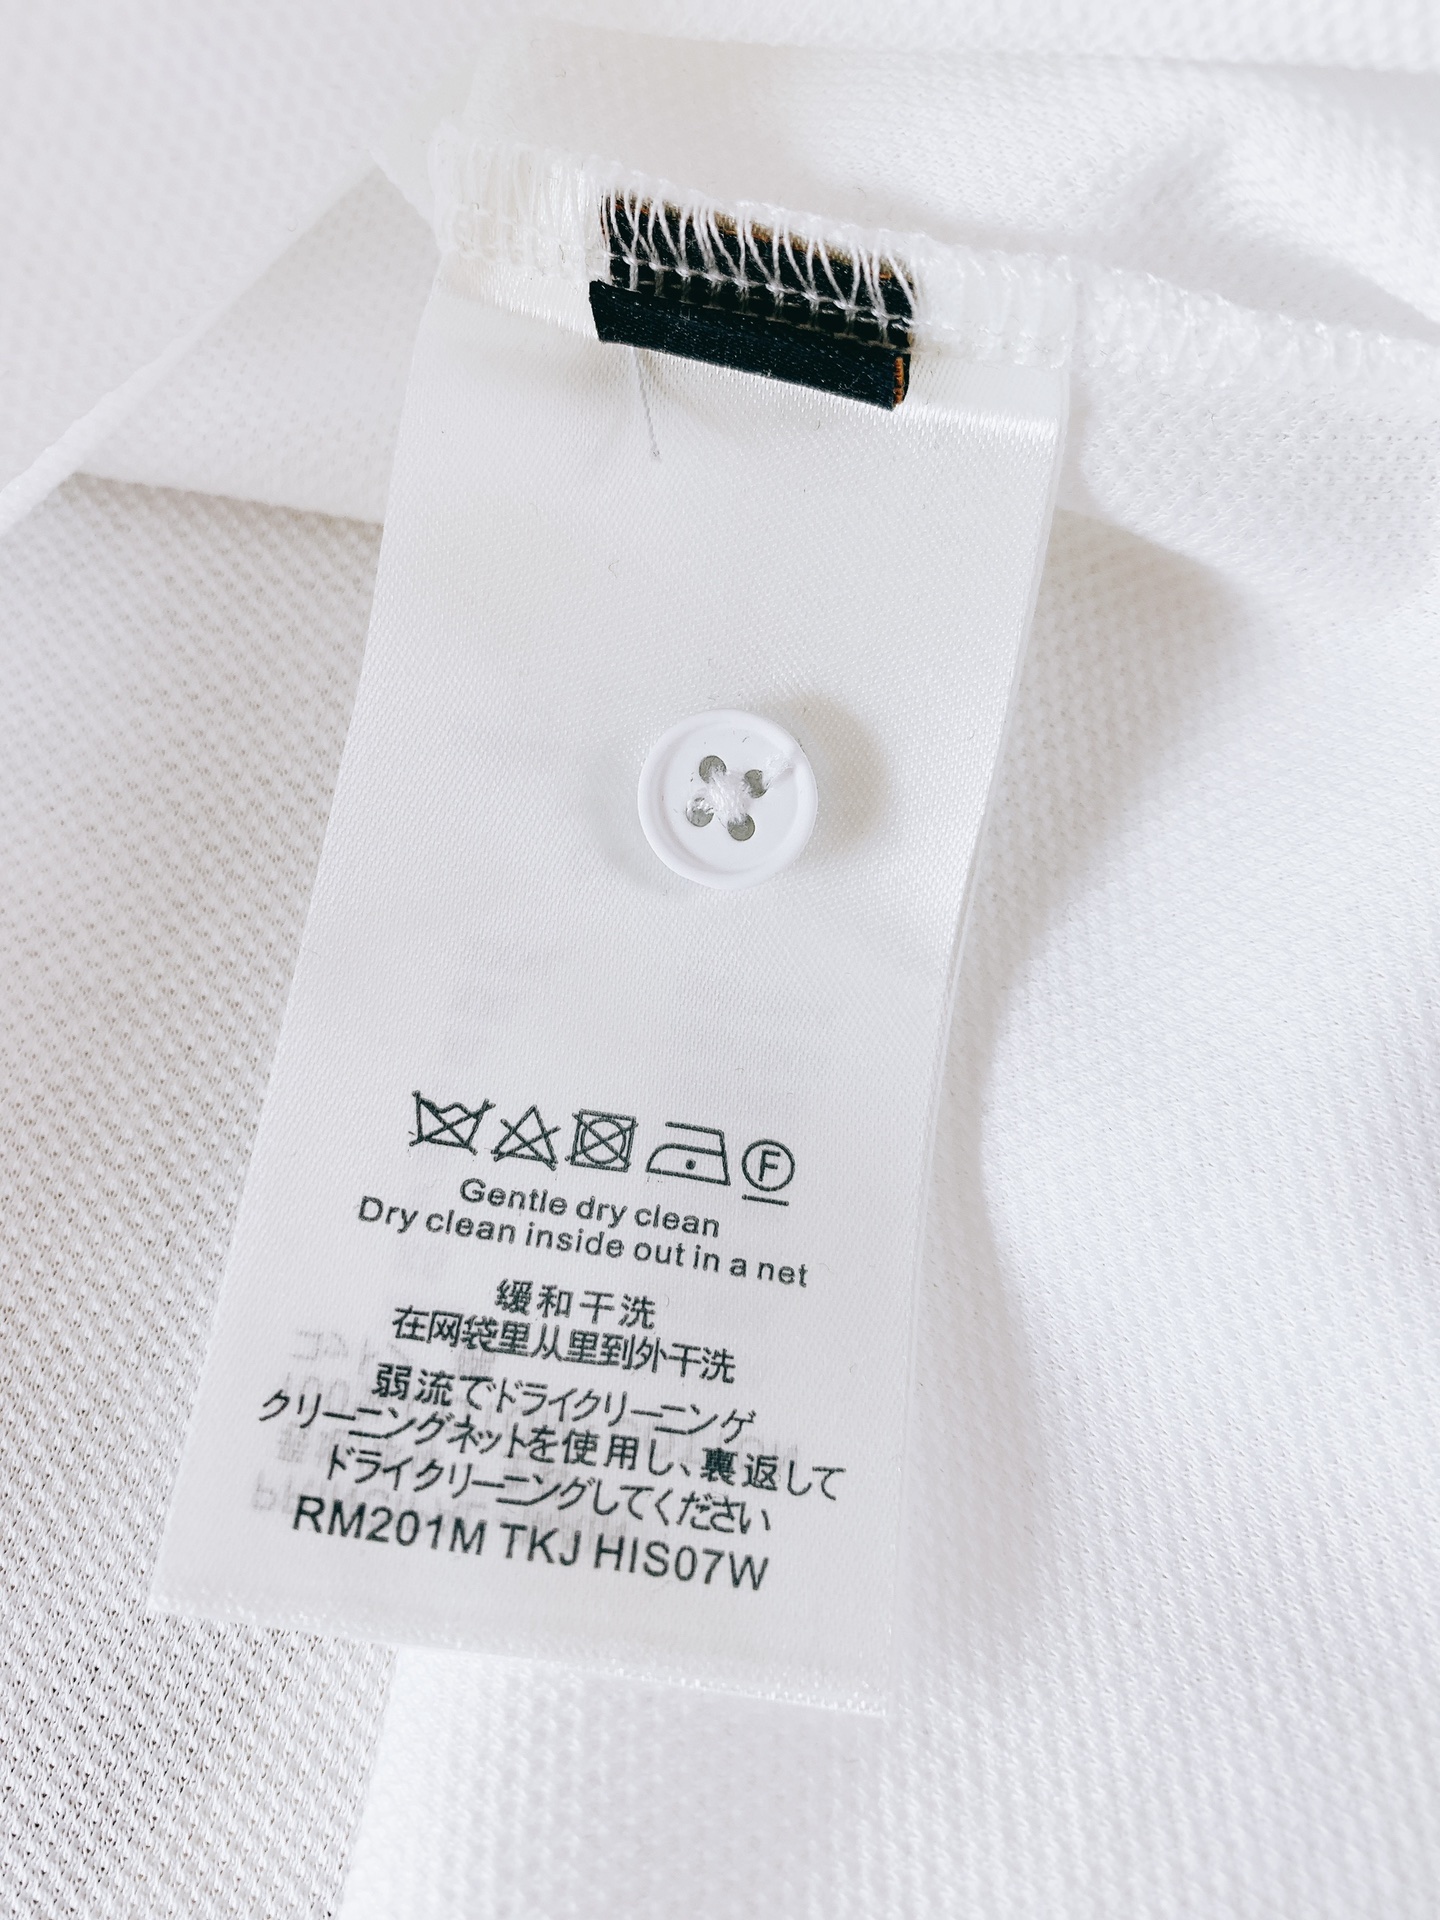 F
Gentle dry clean
Dry clean inside out in a net
缓和干洗
在网袋里从里到外干洗
弱流でドライクリーニンゲ
クリーニングネットを使用し、裏返して
ドライクリーニングしてください
RM201M TKJ HIS07W